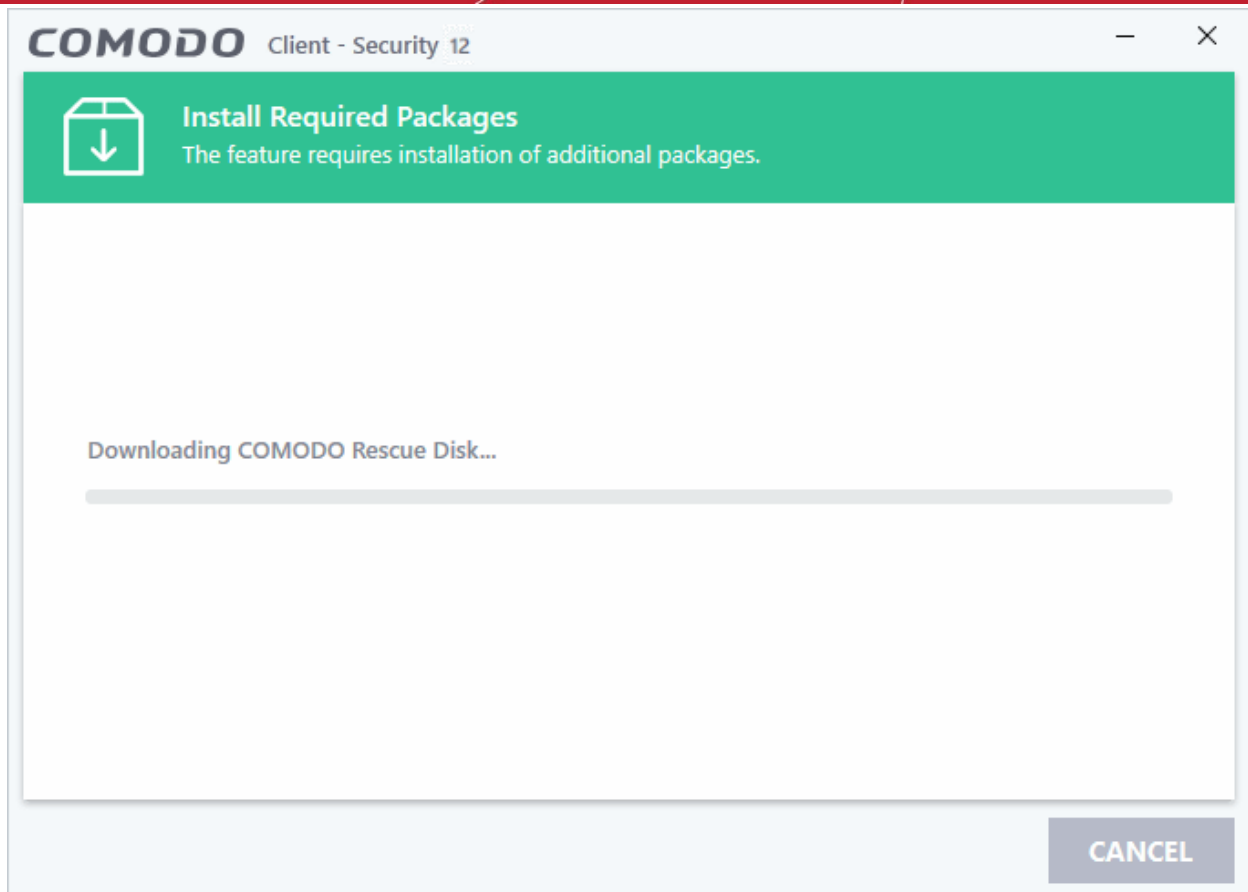 COMODO Client - Security 12
Install Required Packages
The feature requires installation of additional packages.
Downloading COMODO Rescue Disk...
CANCEL